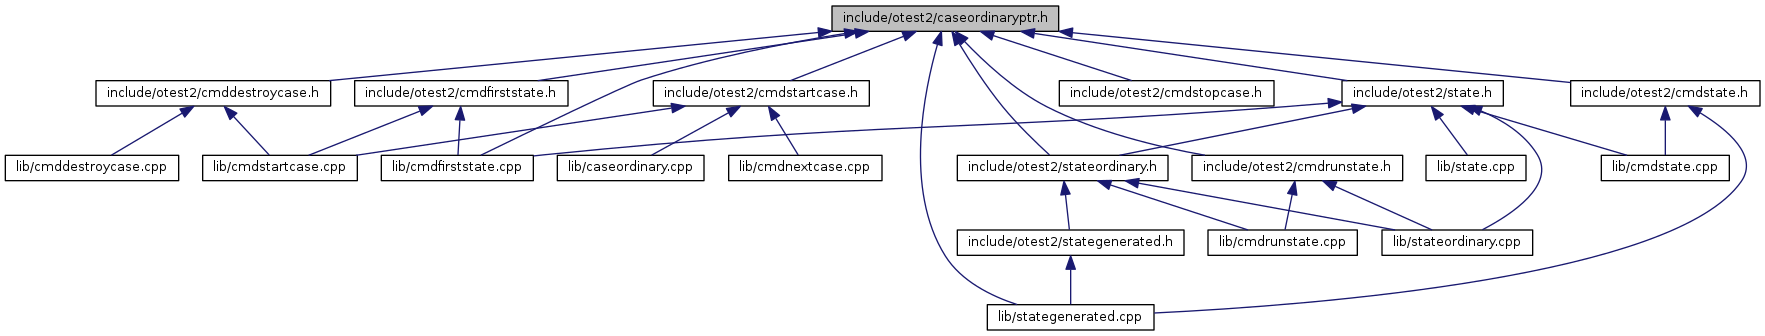 include/otest2/caseordinaryptr.h
include/otest2/cmddestroycase.h
include/otest2/cmdfirststate.h
include/otest2/cmdstartcase.h
include/otest2/cmdstopcase.h
include/otest2/state.h
include/otest2/cmdstate.h
lib/cmddestroycase.cpp
lib/cmdstartcase.cpp
lib/cmdfirststate.cpp
lib/caseordinary.cpp
lib/cmdnextcase.cpp
include/otest2/stateordinary.h
include/otest2/cmdrunstate.h
lib/state.cpp
lib/cmdstate.cpp
include/otest2/stategenerated.h
lib/cmdrunstate.cpp
lib/stateordinary.cpp
lib/stategenerated.cpp